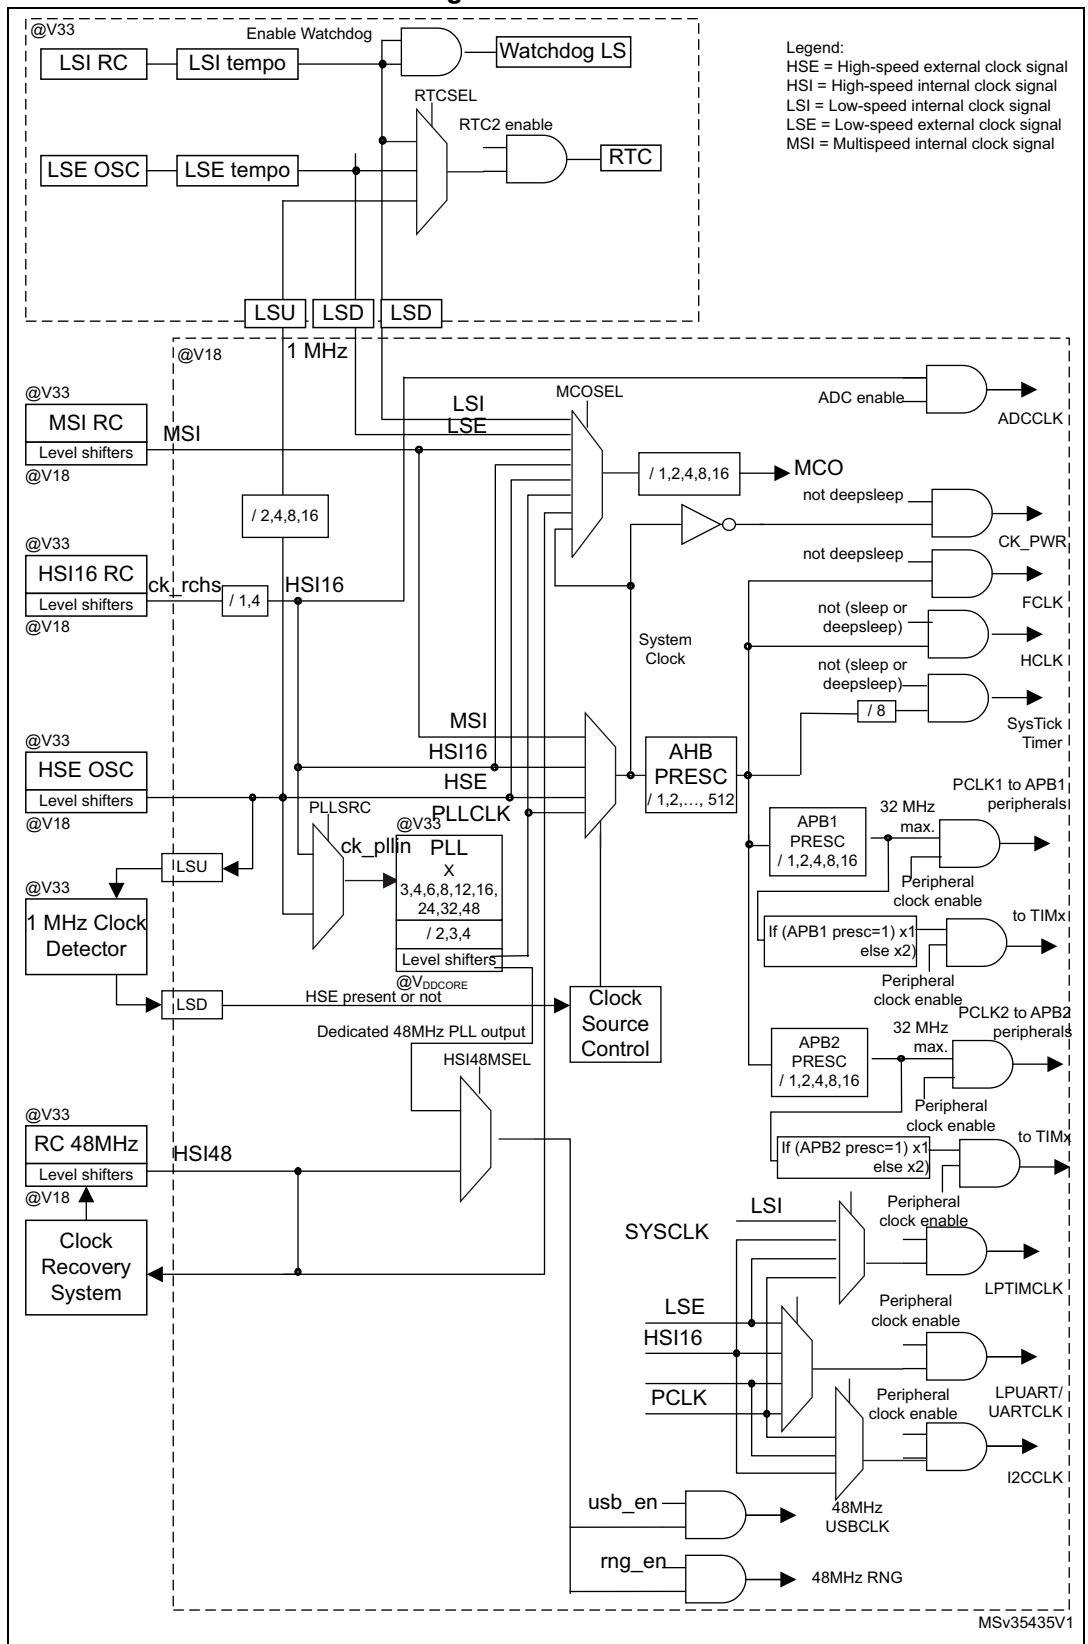 @V33
Enable Watchdog
LSI RC
LSI tempo
Watchdog LS
Legend:
HSE = High-speed external clock signal
HSI = High-speed internal clock signal
LSI = Low-speed internal clock signal
LSE = Low-speed external clock signal
MSI = Multispeed internal clock signal
RTCSEL
RTC2 enable
LSE OSC
LSE tempo
RTC
LSU
LSD
LSD
@V18
1 MHz
@V33
MSI RC
Level shifters
@V18
MSI
LSI
LSE
MCOSEL
ADC enable
ADCCLK
/ 1,2,4,8,16
MCO
/ 2,4,8,16
not deepsleep
CK_PWR
@V33
HSI16 RC
Level shifters
@V18
ck_rchs
/ 1,4
HSI16
not deepsleep
FCLK
System
Clock
not (sleep or
deepsleep)
HCLK
not (sleep or
deepsleep)
/ 8
SysTick
Timer
@V33
HSE OSC
Level shifters
@V18
MSI
HSI16
HSE
PLLCLK
AHB
PRESC
/ 1,2,..., 512
PLLSRC
ck_pllin
@V33
PLL
X
3,4,6,8,12,16,
24,32,48
/ 2,3,4
Level shifters
@VDDCORE
PCLK1 to APB1
peripherals
32 MHz
max.
APB1
PRESC
/ 1,2,4,8,16
Peripheral
clock enable
LSU
@V33
1 MHz Clock
Detector
LSD
HSE present or not
Clock
Source
Control
If (APB1 presc=1) x1
else x2)
to TIMx
Peripheral
clock enable
PCLK2 to APB2
peripherals
32 MHz
max.
APB2
PRESC
/ 1,2,4,8,16
Peripheral
clock enable
Dedicated 48MHz PLL output
HSI48MSEL
If (APB2 presc=1) x1
else x2)
to TIMx
Peripheral
clock enable
@V33
RC 48MHz
Level shifters
@V18
HSI48
Clock
Recovery
System
LSI
SYSCLK
LPTIMCLK
LSE
HSI16
PCLK
Peripheral
clock enable
LPUART/
UARTCLK
Peripheral
clock enable
I2CCLK
usb_en
48MHz
USBCLK
rng_en
48MHz RNG
MSv35435V1